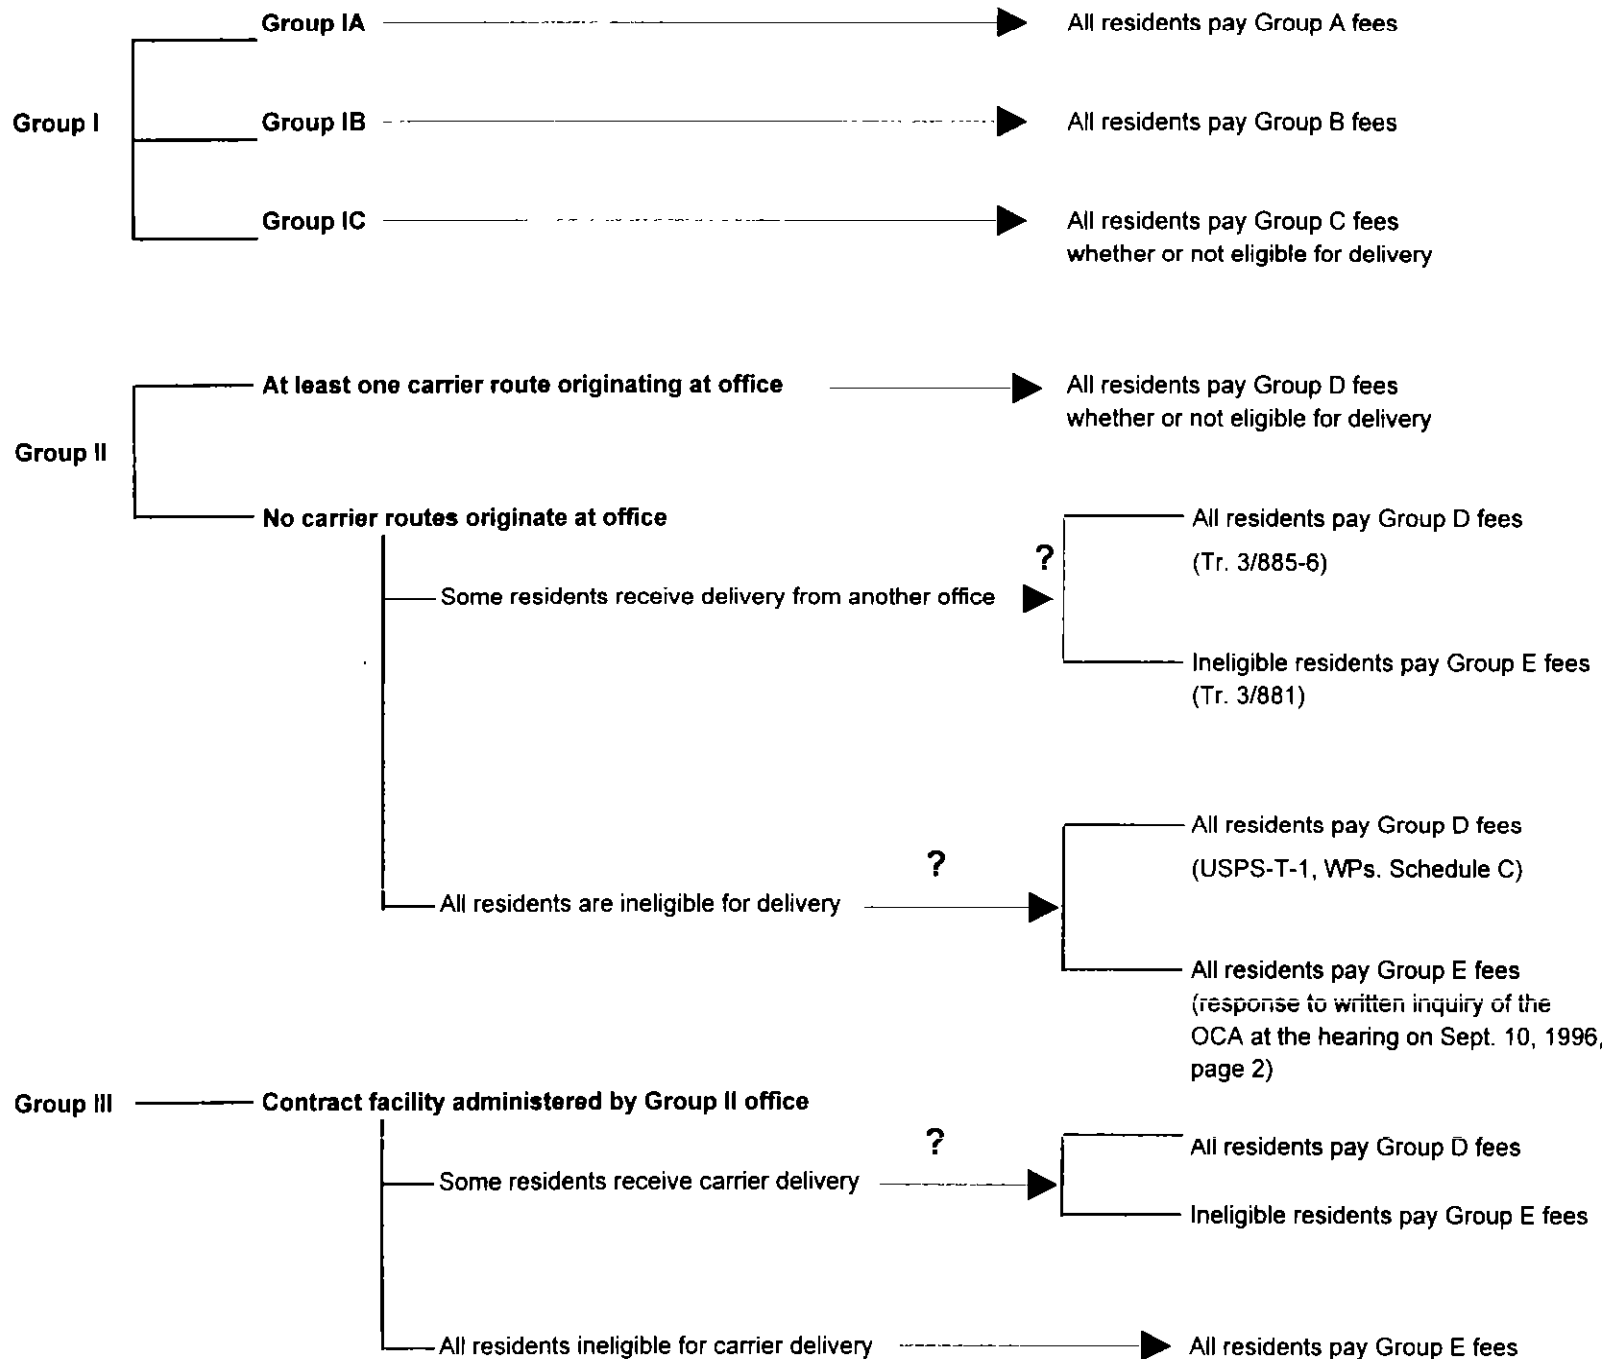 Group I
Group IA
All residents pay Group A fees
Group IB
All residents pay Group B fees
Group IC
All residents pay Group C fees
whether or not eligible for delivery
Group II
At least one carrier route originating at office
All residents pay Group D fees
whether or not eligible for delivery
No carrier routes originate at office
Some residents receive delivery from another office
?
All residents pay Group D fees
(Tr. 3/885-6)
Ineligible residents pay Group E fees
(Tr. 3/881)
All residents are ineligible for delivery
?
All residents pay Group D fees
(USPS-T-1, WPs. Schedule C)
All residents pay Group E fees
(response to written inquiry of the
OCA at the hearing on Sept. 10, 1996,
page 2)
Group III
Contract facility administered by Group II office
Some residents receive carrier delivery
?
All residents pay Group D fees
Ineligible residents pay Group E fees
All residents ineligible for carrier delivery
All residents pay Group E fees